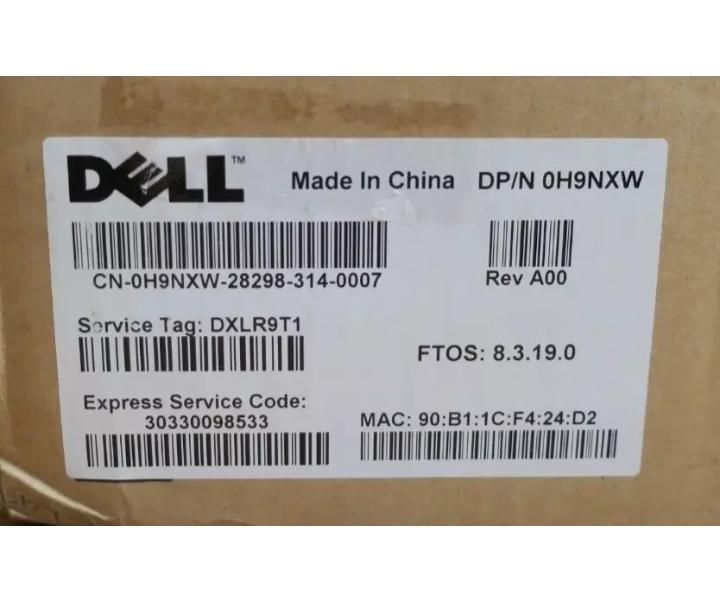 DELL™ Made In China DP/N 0H9NXW
CN-0H9NXW-28298-314-0007 Rev A00
Service Tag: DXLR9T1
FTOS: 8.3.19.0
Express Service Code:
30330098533
MAC: 90:B1:1C:F4:24:D2